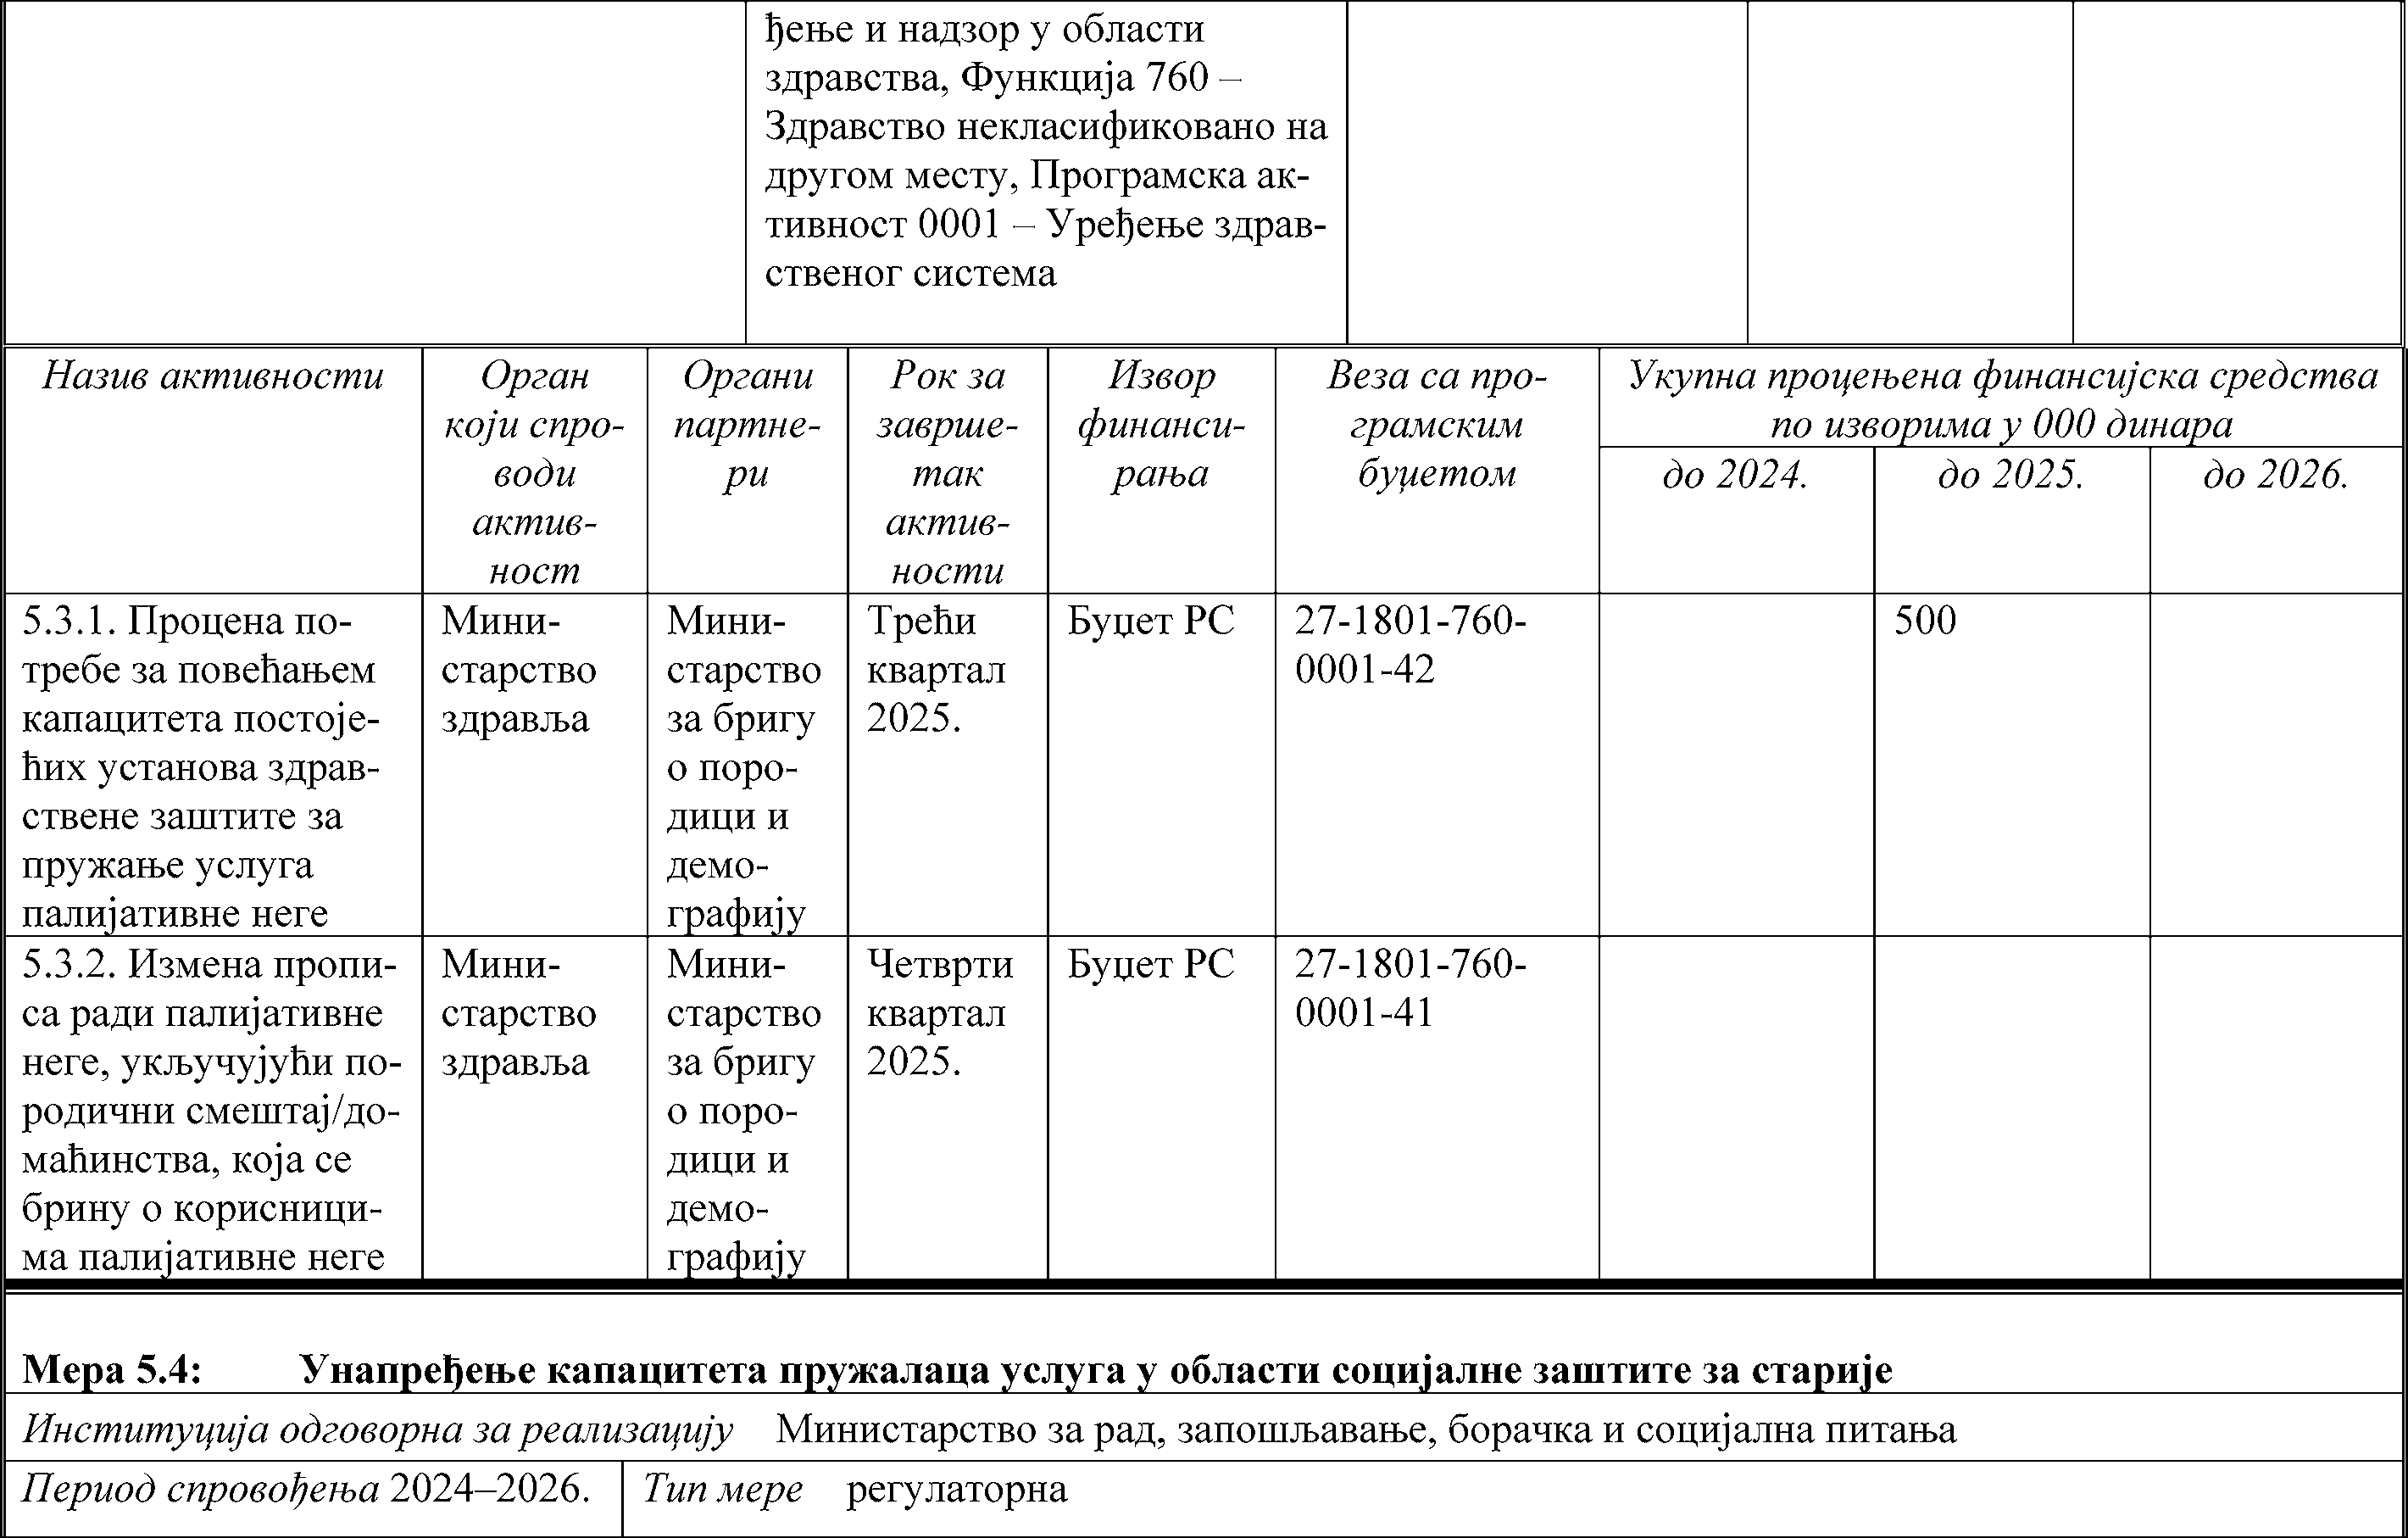 ђење и надзор у области
здравства, Функција 760 –
Здравство некласификовано на
другом месту, Програмска ак-
тивност 0001 – Уређење здрав-
ственог система
Назив активности
Орган
који спро-
води
актив-
ност
Органи
партне-
ри
Рок за
заврше-
так
актив-
ности
Извор
финанси-
рања
Веза са про-
грамским
буџетом
Укупна процењена финансијска средства
по изворима у 000 динара
до 2024.
до 2025.
до 2026.
5.3.1. Процена по-
требе за повећањем
капацитета постоје-
ћих установа здрав-
ствене заштите за
пружање услуга
палијативне неге
Мини-
старство
здравља
Мини-
старство
за бригу
о поро-
дици и
демо-
графију
Трећи
квартал
2025.
Буџет РС
27-1801-760-
0001-42
500
5.3.2. Измена пропи-
са ради палијативне
неге, укључујући по-
родични смештај/до-
маћинства, која се
брину о корисници-
ма палијативне неге
Мини-
старство
здравља
Мини-
старство
за бригу
о поро-
дици и
демо-
графију
Четврти
квартал
2025.
Буџет РС
27-1801-760-
0001-41
Мера 5.4: Унапређење капацитета пружалаца услуга у области социјалне заштите за старије
Институција одговорна за реализацију Министарство за рад, запошљавање, борачка и социјална питања
Период спровођења 2024–2026. Тип мере регулаторна